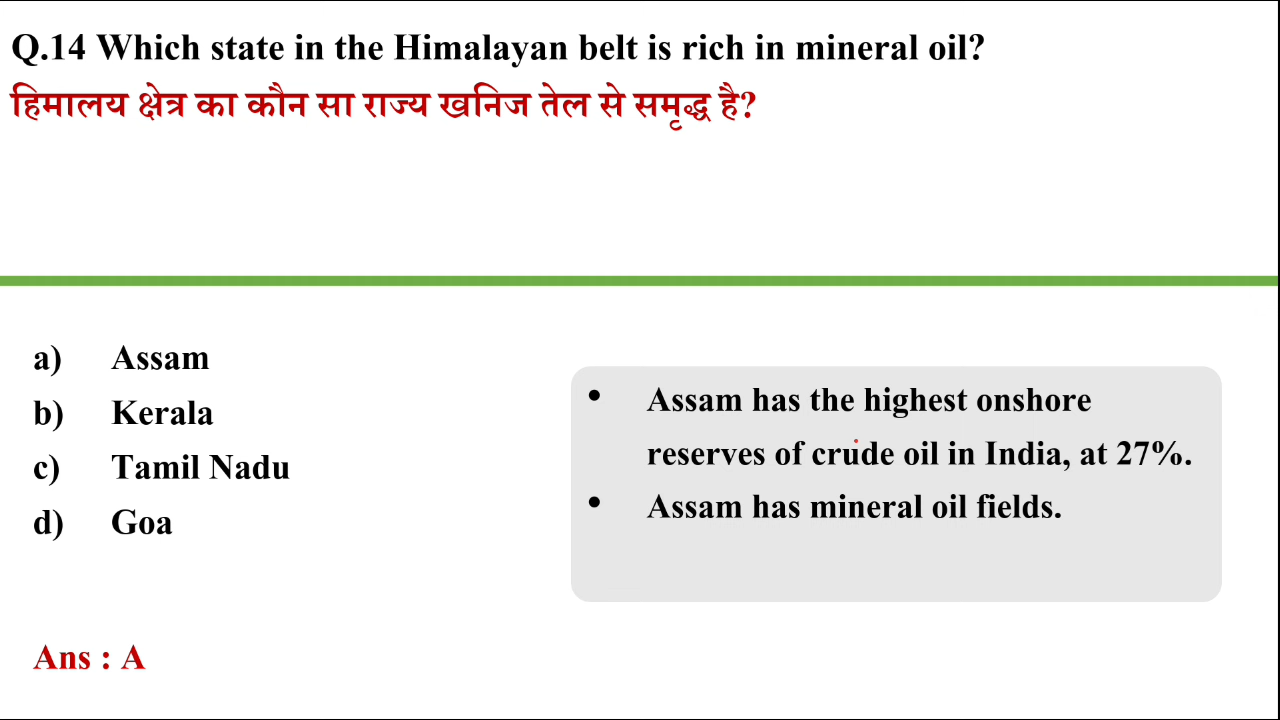 Q.14 Which state in the Himalayan belt is rich in mineral oil?
हिमालय क्षेत्र का कौन सा राज्य खनिज तेल से समृद्ध है?
a) Assam
b) Kerala
c) Tamil Nadu
d) Goa
• Assam has the highest onshore
reserves of crude oil in India, at 27%.
• Assam has mineral oil fields.
Ans : A